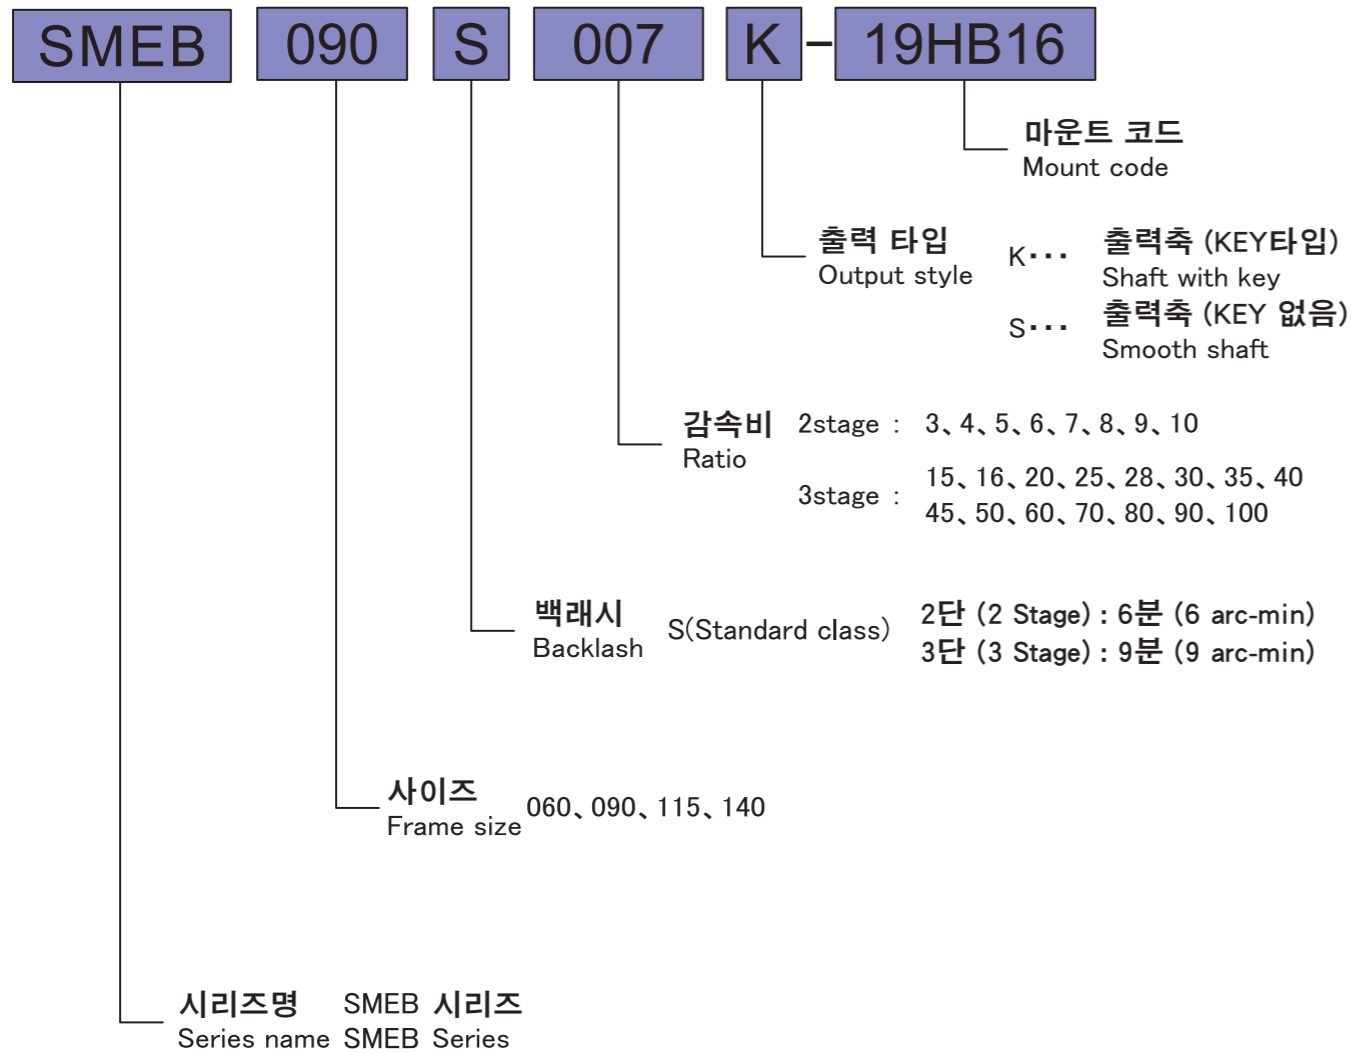 SMEB 090 S 007 K - 19HB16
마운트 코드
Mount code
출력 타입 K··· 출력축 (KEY타입)
Output style Shaft with key
S··· 출력축 (KEY 없음)
Smooth shaft
감속비 2stage : 3、4、5、6、7、8、9、10
Ratio
3stage : 15、16、20、25、28、30、35、40
45、50、60、70、80、90、100
백래시 S(Standard class) 2단 (2 Stage) : 6분 (6 arc-min)
Backlash 3단 (3 Stage) : 9분 (9 arc-min)
사이즈 060、090、115、140
Frame size
시리즈명 SMEB 시리즈
Series name SMEB Series